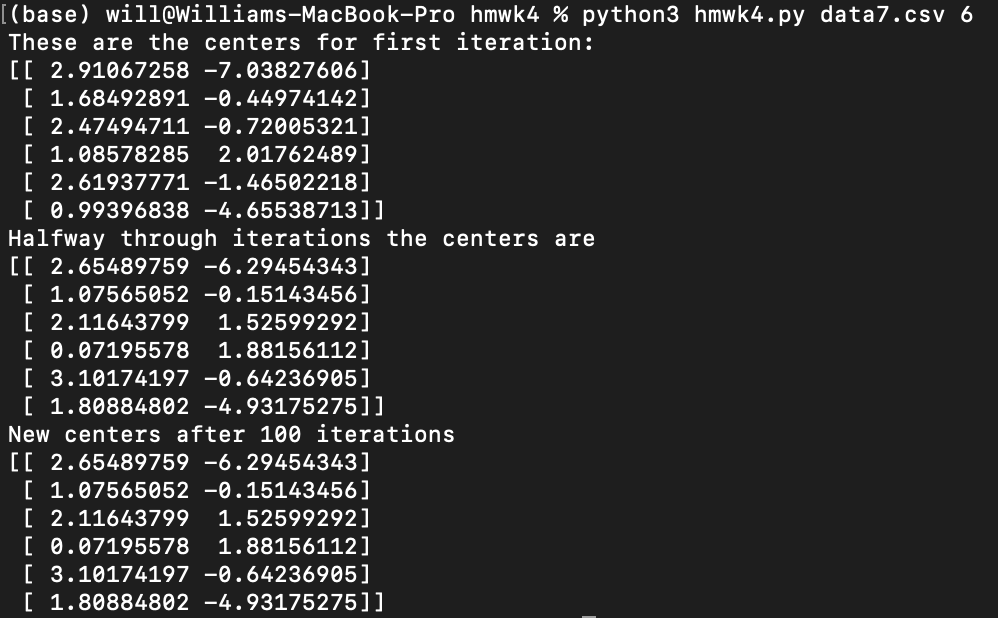 [(base) will@Williams-MacBook-Pro hmwk4 % python3 hmwk4.py data7.csv 6
These are the centers for first iteration:
[[ 2.91067258 -7.03827606]
 [ 1.68492891 -0.44974142]
 [ 2.47494711 -0.72005321]
 [ 1.08578285  2.01762489]
 [ 2.61937771 -1.46502218]
 [ 0.99396838 -4.65538713]]
Halfway through iterations the centers are
[[ 2.65489759 -6.29454343]
 [ 1.07565052 -0.15143456]
 [ 2.11643799  1.52599292]
 [ 0.07195578  1.88156112]
 [ 3.10174197 -0.64236905]
 [ 1.80884802 -4.93175275]]
New centers after 100 iterations
[[ 2.65489759 -6.29454343]
 [ 1.07565052 -0.15143456]
 [ 2.11643799  1.52599292]
 [ 0.07195578  1.88156112]
 [ 3.10174197 -0.64236905]
 [ 1.80884802 -4.93175275]]